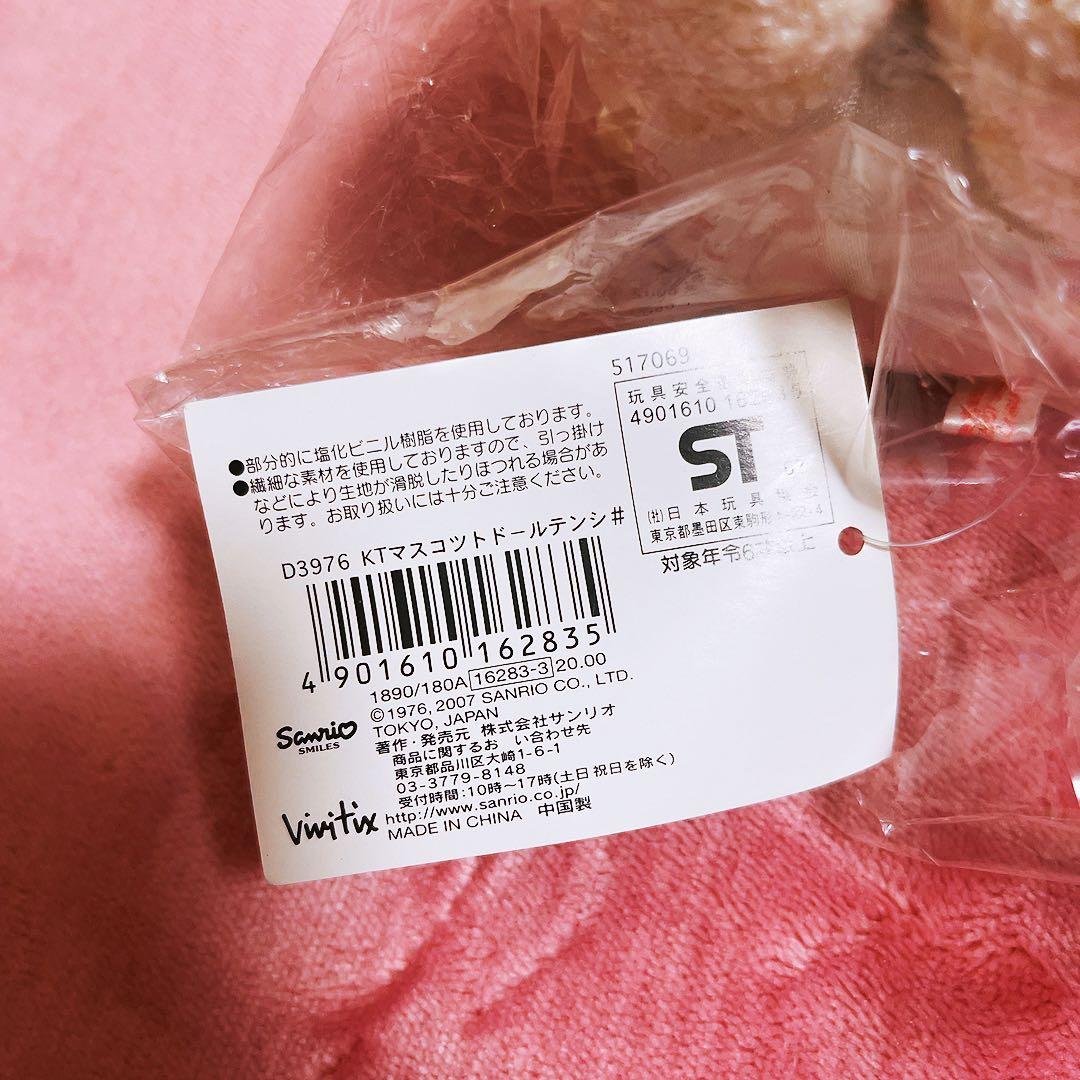 ●部分的に塩化ビニル樹脂を使用しております。
●繊細な素材を使用しておりますので、引っ掛け
などにより生地が滑脱したりほつれる場合があ
ります。お取り扱いには十分ご注意ください。
517069
玩具安全
4901610
ST
(社)日本玩具協会
東京都墨田区東駒形
対象年令6
D3976 KTマスコツトドールテンシ#
4 901610 162835
1890/180A 16283-3 20.00
©1976, 2007 SANRIO CO., LTD.
TOKYO, JAPAN
著作・発売元 株式会社サンリオ
商品に関するお い合わせ先
東京都品川区大崎1-6-1
03-3779-8148
受付時間:10時〜17時(土日祝日を除く)
http://www.sanrio.co.jp/
MADE IN CHINA 中国製
Sanrio
SMILES
Vivitix